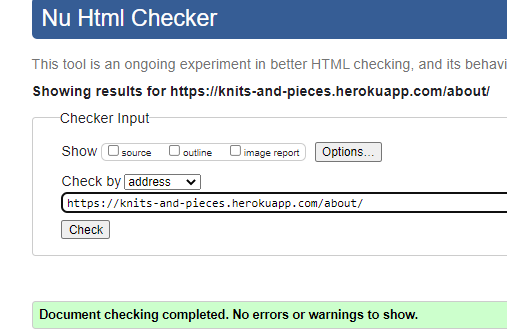 Nu Html Checker
This tool is an ongoing experiment in better HTML checking, and its behavi
Showing results for https://knits-and-pieces.herokuapp.com/about/
Checker Input
Show source outline image report Options...
Check by address
https://knits-and-pieces.herokuapp.com/about/
Check
Document checking completed. No errors or warnings to show.